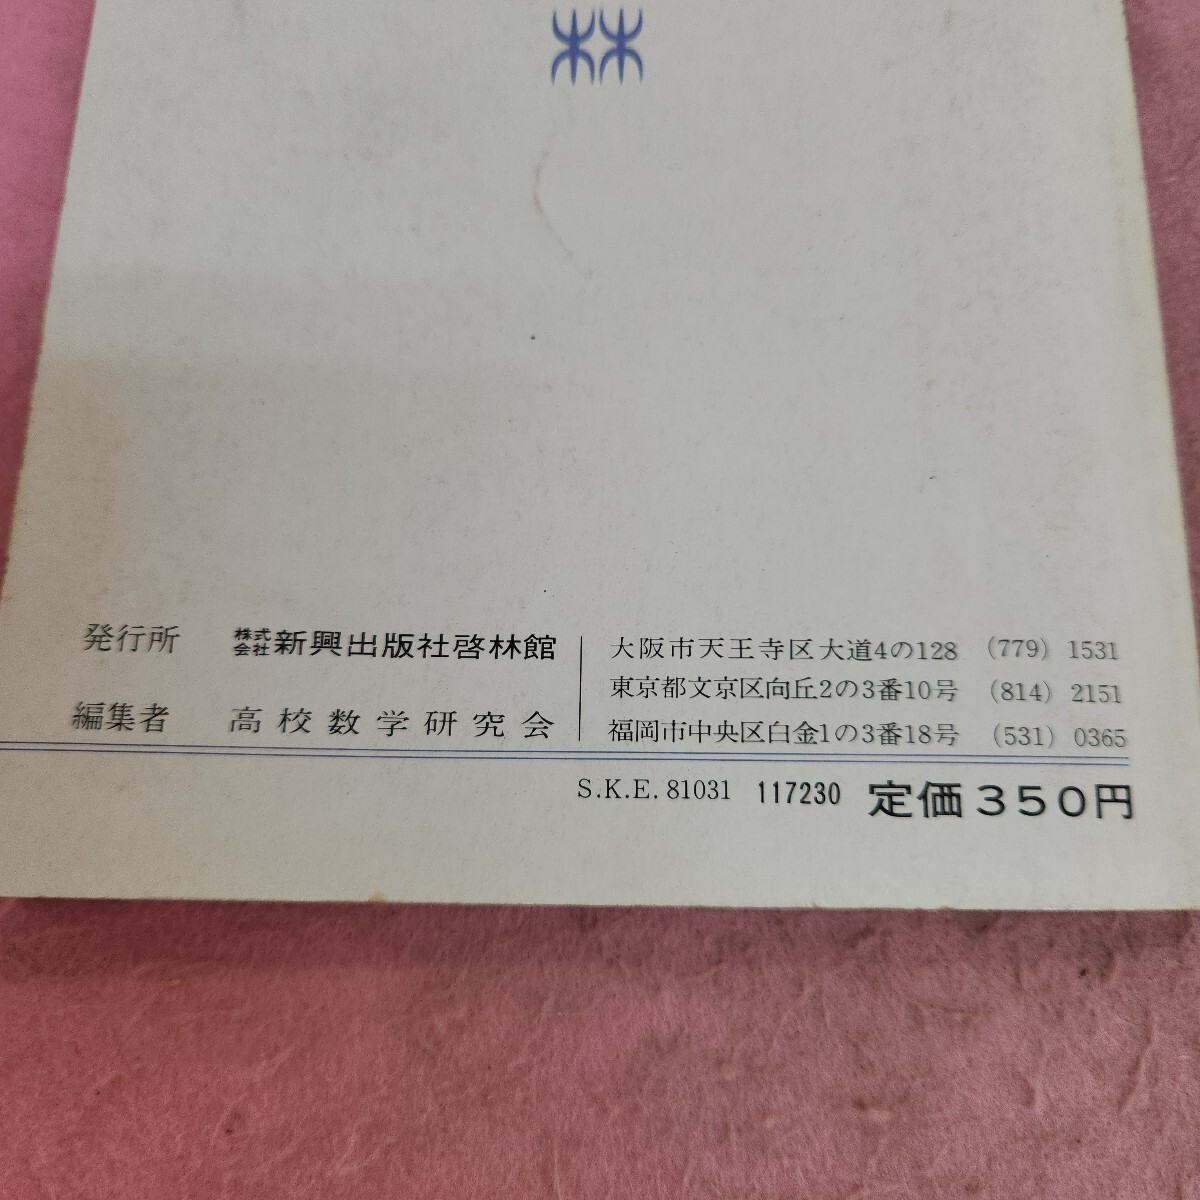 林
発行所 株式会社 新興出版社啓林館
編集者 高校数学研究会
大阪市天王寺区大道4の128 (779) 1531
東京都文京区向丘2の3番10号 (814) 2151
福岡市中央区白金1の3番18号 (531) 0365
S.K.E. 81031 117230 定価350円